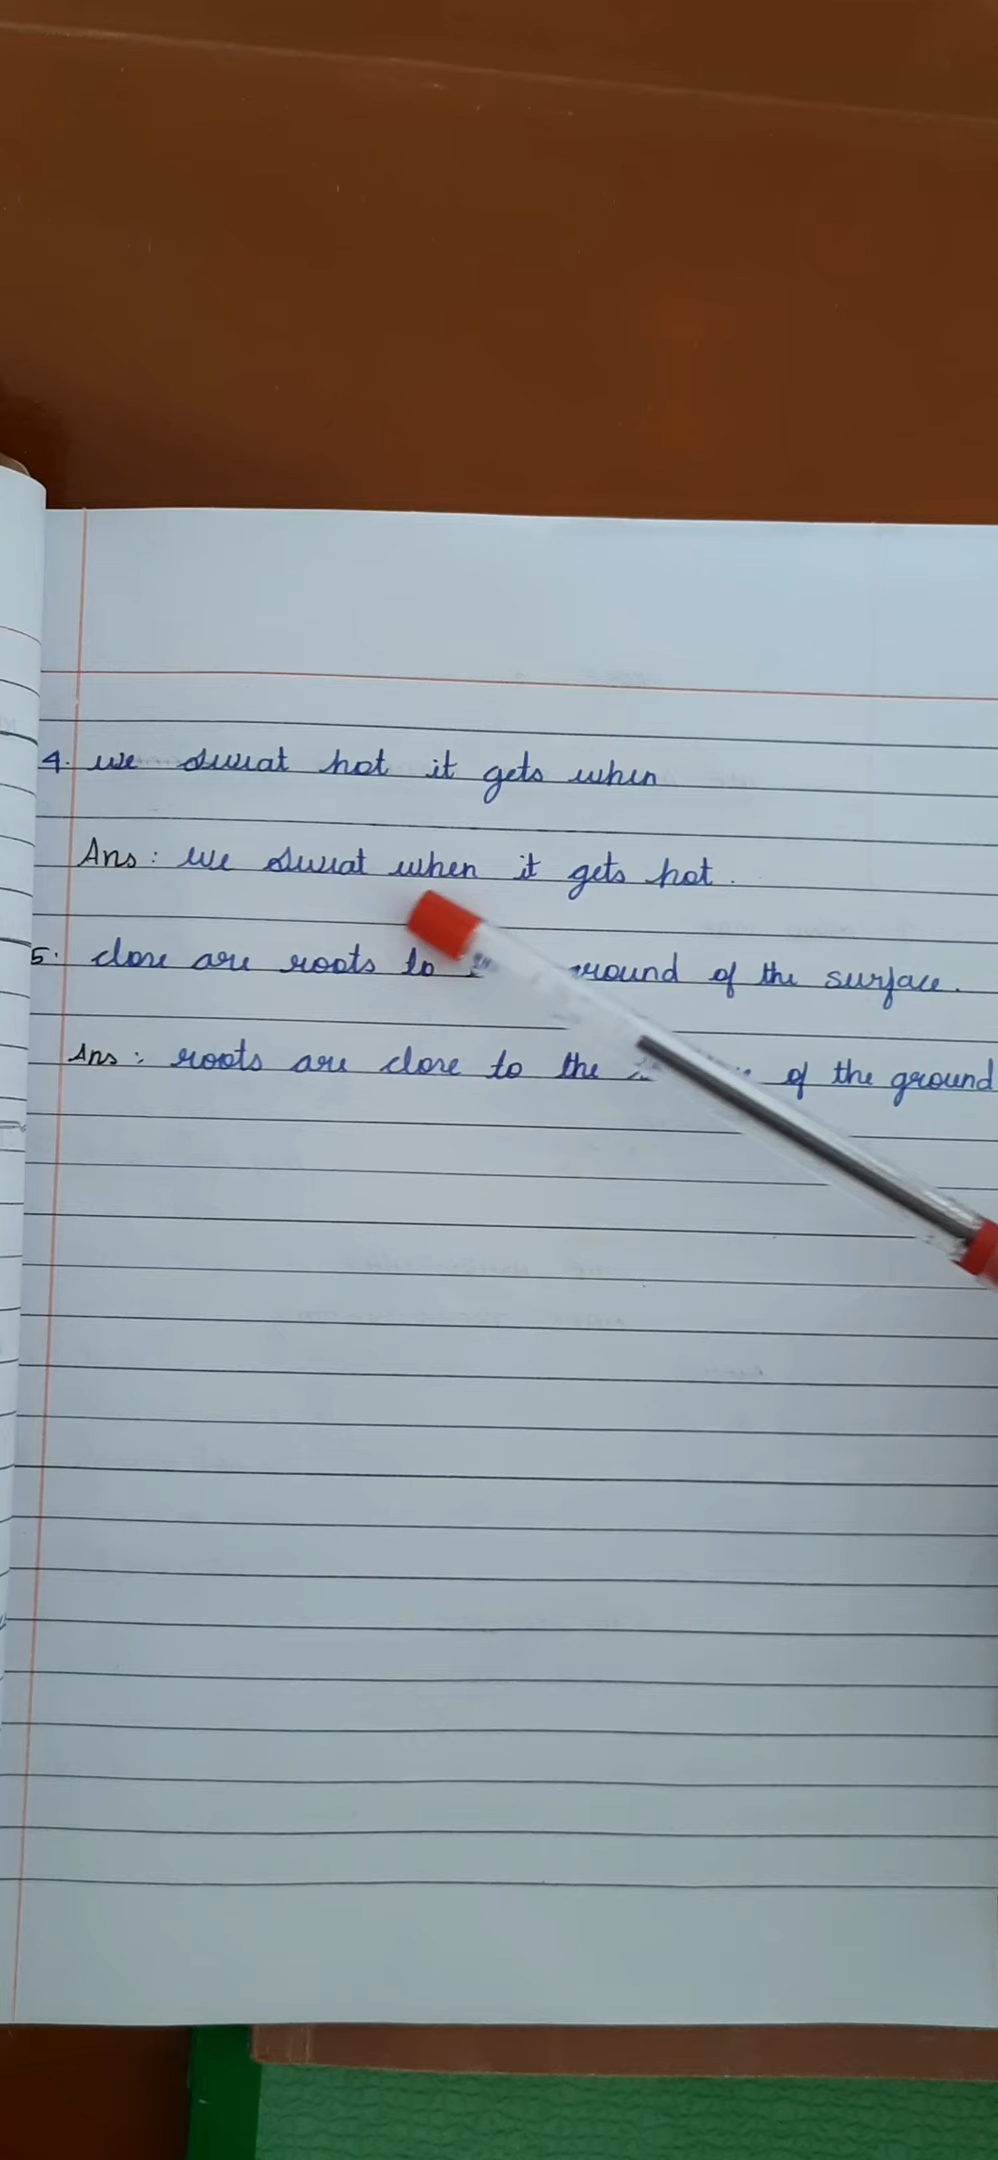 4. we sweat hot it gets when
Ans : we sweat when it gets hot.
5. close are roots to ground of the surface.
Ans : roots are close to the of the ground